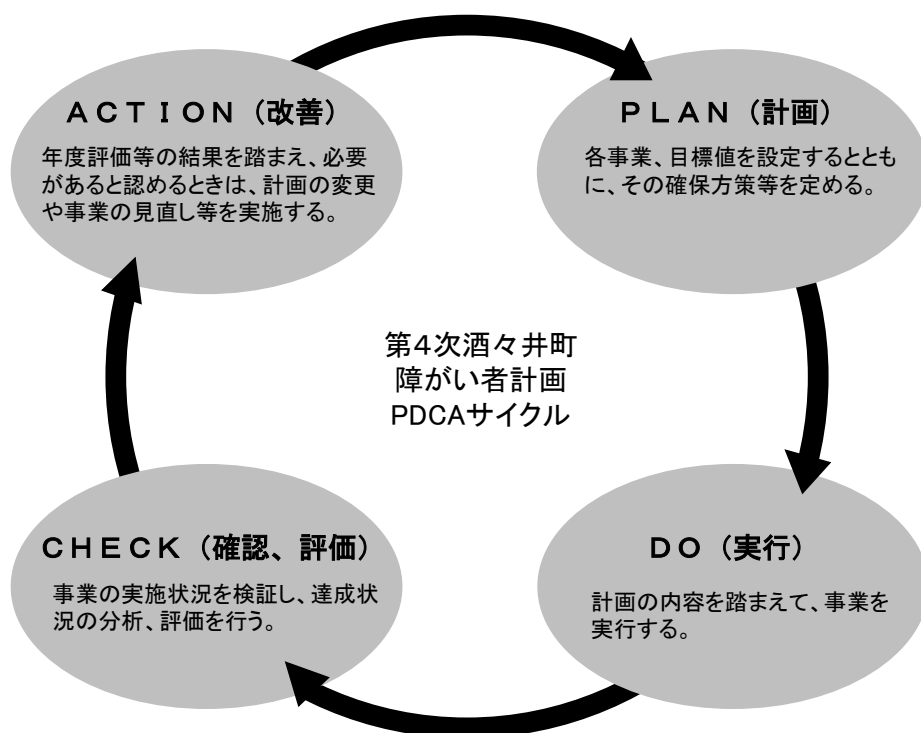 ACTION（改善）
年度評価等の結果を踏まえ、必要
があると認めるときは、計画の変更
や事業の見直し等を実施する。
PLAN（計画）
各事業、目標値を設定するととも
に、その確保方策等を定める。
第4次酒々井町
障がい者計画
PDCAサイクル
CHECK（確認、評価）
事業の実施状況を検証し、達成状
況の分析、評価を行う。
DO（実行）
計画の内容を踏まえて、事業を
実行する。